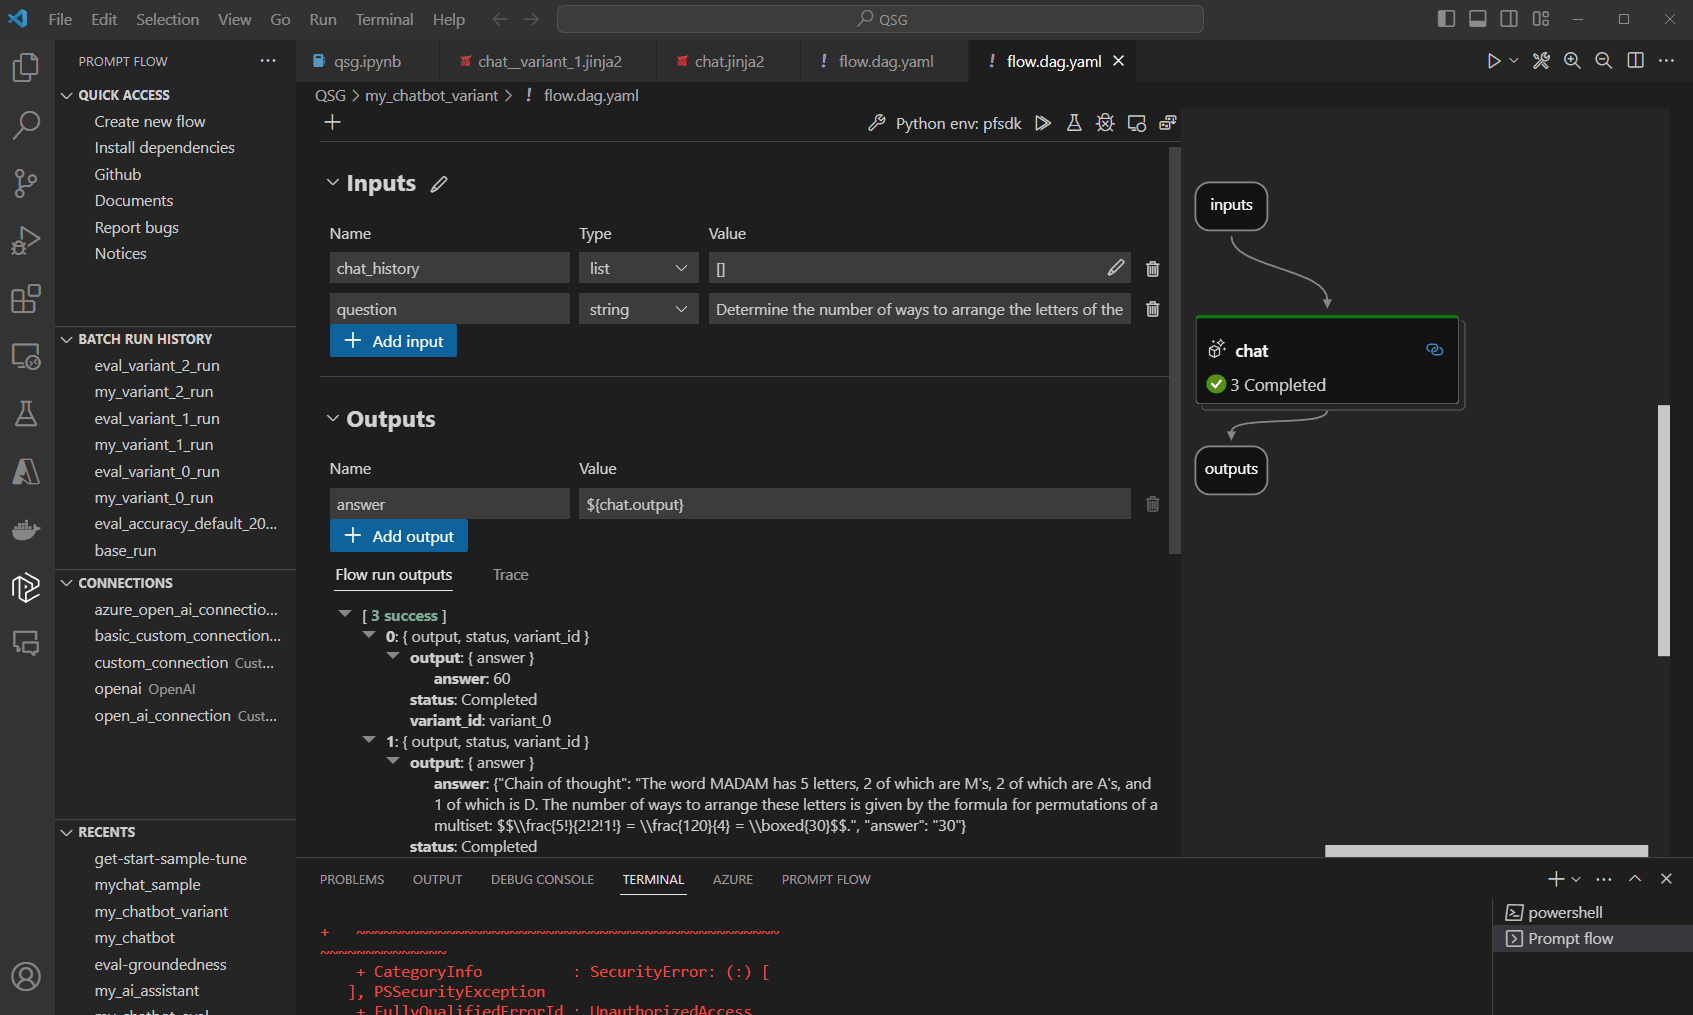 File Edit Selection View Go Run Terminal Help
QSG
PROMPT FLOW
QUICK ACCESS
Create new flow
Install dependencies
Github
Documents
Report bugs
Notices
BATCH RUN HISTORY
eval_variant_2_run
my_variant_2_run
eval_variant_1_run
my_variant_1_run
eval_variant_0_run
my_variant_0_run
eval_accuracy_default_20...
base_run
CONNECTIONS
azure_open_ai_connectio...
basic_custom_connection...
custom_connection Cust...
openai OpenAI
open_ai_connection Cust...
RECENTS
get-start-sample-tune
mychat_sample
my_chatbot_variant
my_chatbot
eval-groundedness
my_ai_assistant
qsg.ipynb
chat__variant_1.jinja2
chat.jinja2
! flow.dag.yaml
! flow.dag.yaml
QSG > my_chatbot_variant > ! flow.dag.yaml
Python env: pfsdk
Inputs
Name Type Value
chat_history list []
question string Determine the number of ways to arrange the letters of the
+ Add input
Outputs
Name Value
answer ${chat.output}
+ Add output
Flow run outputs Trace
[ 3 success ]
0: { output, status, variant_id }
output: { answer }
answer: 60
status: Completed
variant_id: variant_0
1: { output, status, variant_id }
output: { answer }
answer: {"Chain of thought": "The word MADAM has 5 letters, 2 of which are M's, 2 of which are A's, and
1 of which is D. The number of ways to arrange these letters is given by the formula for permutations of a
multiset: $$\\frac{5!}{2!2!1!} = \\frac{120}{4} = \\boxed{30}$$.", "answer": "30"}
status: Completed
inputs
chat
3 Completed
outputs
PROBLEMS OUTPUT DEBUG CONSOLE TERMINAL AZURE PROMPT FLOW
+ ~~~~~~~~~~~~~~~~~~~~~~~~~~~~~~~~~~~~~~~~~~~~~~~
~~~~~~~~~~~~~~
+ CategoryInfo : SecurityError: (:) [
], PSSecurityException
+ FullyQualifiedErrorId : UnauthorizedAccess
powershell
Prompt flow